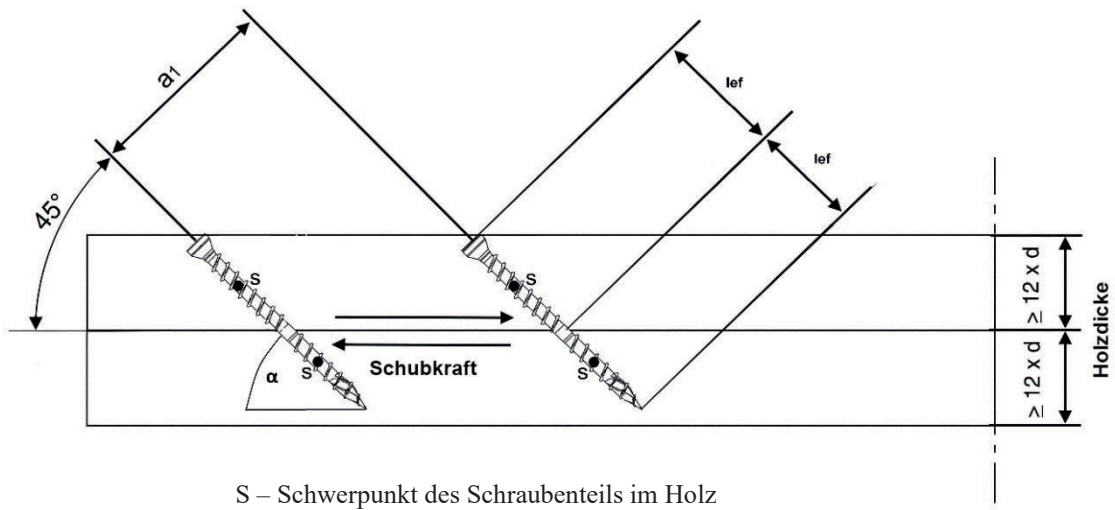 a1
lef
lef
45°
S
S
≥ 12 x d
S
S
Schubkraft
α
≥ 12 x d
Holzdicke
S – Schwerpunkt des Schraubenteils im Holz